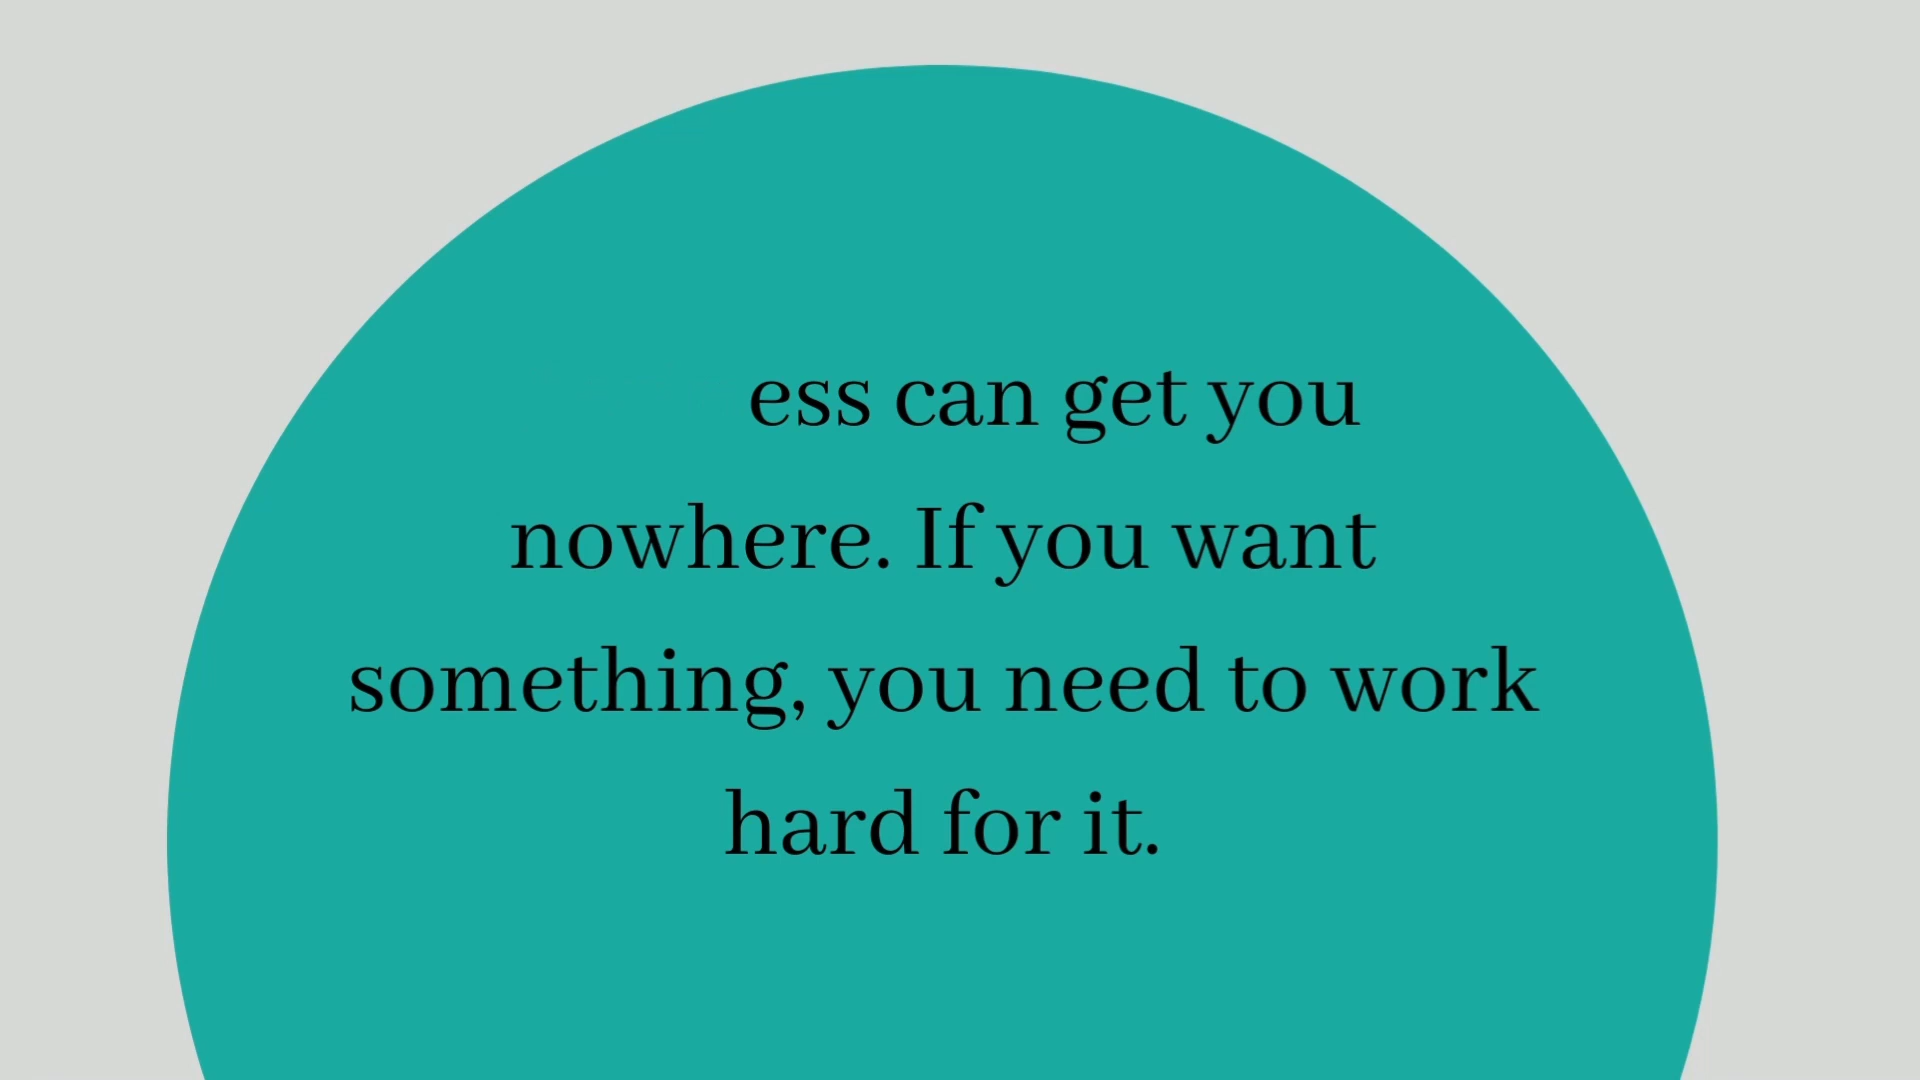 ess can get you
nowhere. If you want
something, you need to work
hard for it.